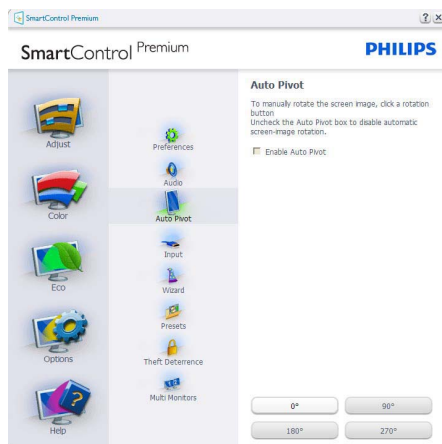 SmartControl Premium
SmartControl Premium
PHILIPS
Adjust
Color
Eco
Options
Help
Preferences
Audio
Auto Pivot
Input
Wizard
Presets
Theft Deterrence
Multi Monitors
Auto Pivot
To manually rotate the screen image, click a rotation
button
Uncheck the Auto Pivot box to disable automatic
screen-image rotation.
Enable Auto Pivot
0°
90°
180°
270°